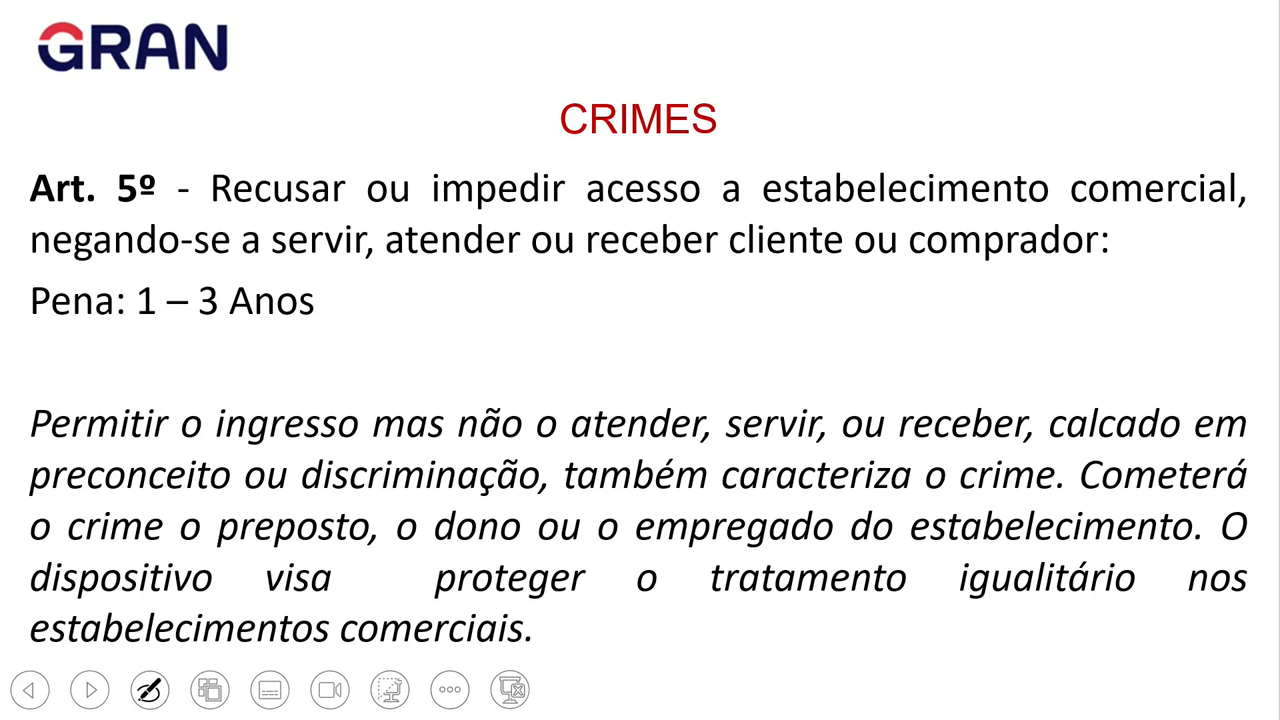 GRAN
CRIMES
Art. 5º - Recusar ou impedir acesso a estabelecimento comercial,
negando-se a servir, atender ou receber cliente ou comprador:
Pena: 1 – 3 Anos
Permitir o ingresso mas não o atender, servir, ou receber, calcado em
preconceito ou discriminação, também caracteriza o crime. Cometerá
o crime o preposto, o dono ou o empregado do estabelecimento. O
dispositivo visa proteger o tratamento igualitário nos
estabelecimentos comerciais.